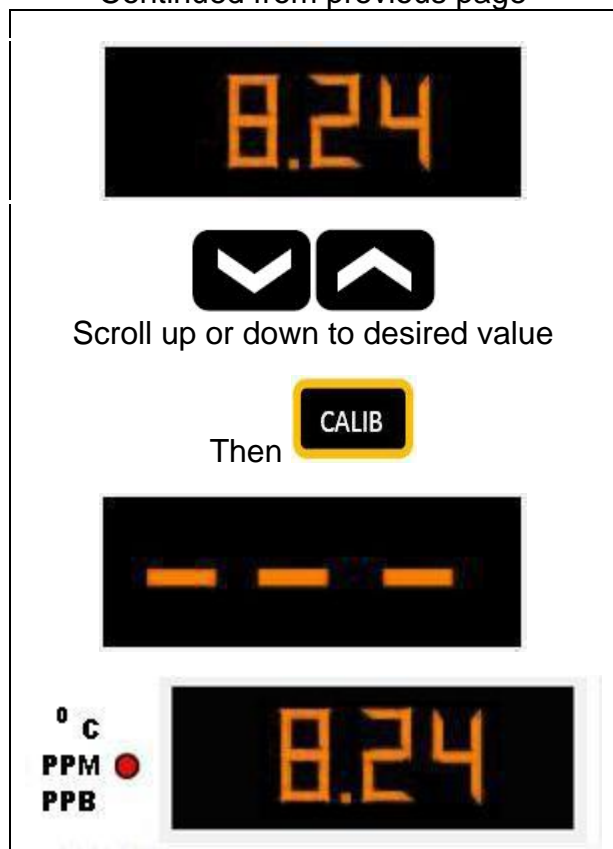 Continued from previous page
8.24
Scroll up or down to desired value
Then CALIB
- - -
° C
PPM 8.24
PPB